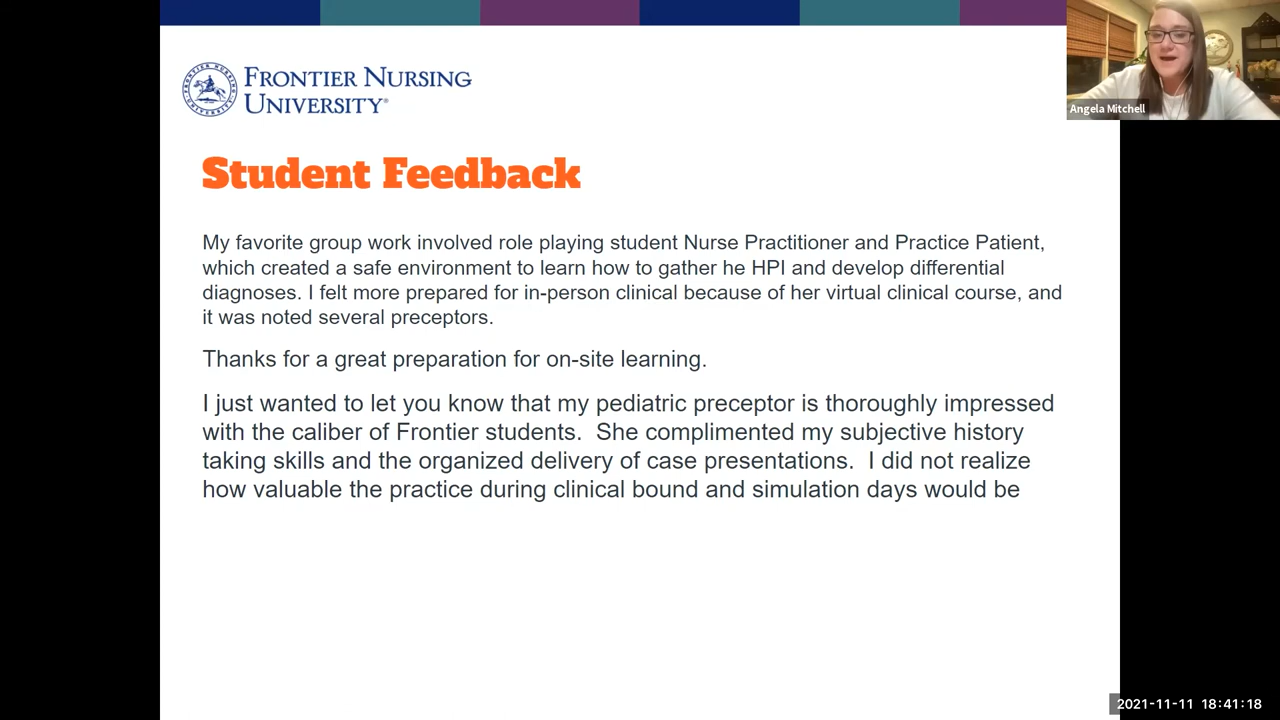 FRONTIER NURSING
UNIVERSITY®
Angela Mitchell
Student Feedback
My favorite group work involved role playing student Nurse Practitioner and Practice Patient,
which created a safe environment to learn how to gather he HPI and develop differential
diagnoses. I felt more prepared for in-person clinical because of her virtual clinical course, and
it was noted several preceptors.
Thanks for a great preparation for on-site learning.
I just wanted to let you know that my pediatric preceptor is thoroughly impressed
with the caliber of Frontier students.  She complimented my subjective history
taking skills and the organized delivery of case presentations.  I did not realize
how valuable the practice during clinical bound and simulation days would be
2021-11-11 18:41:18